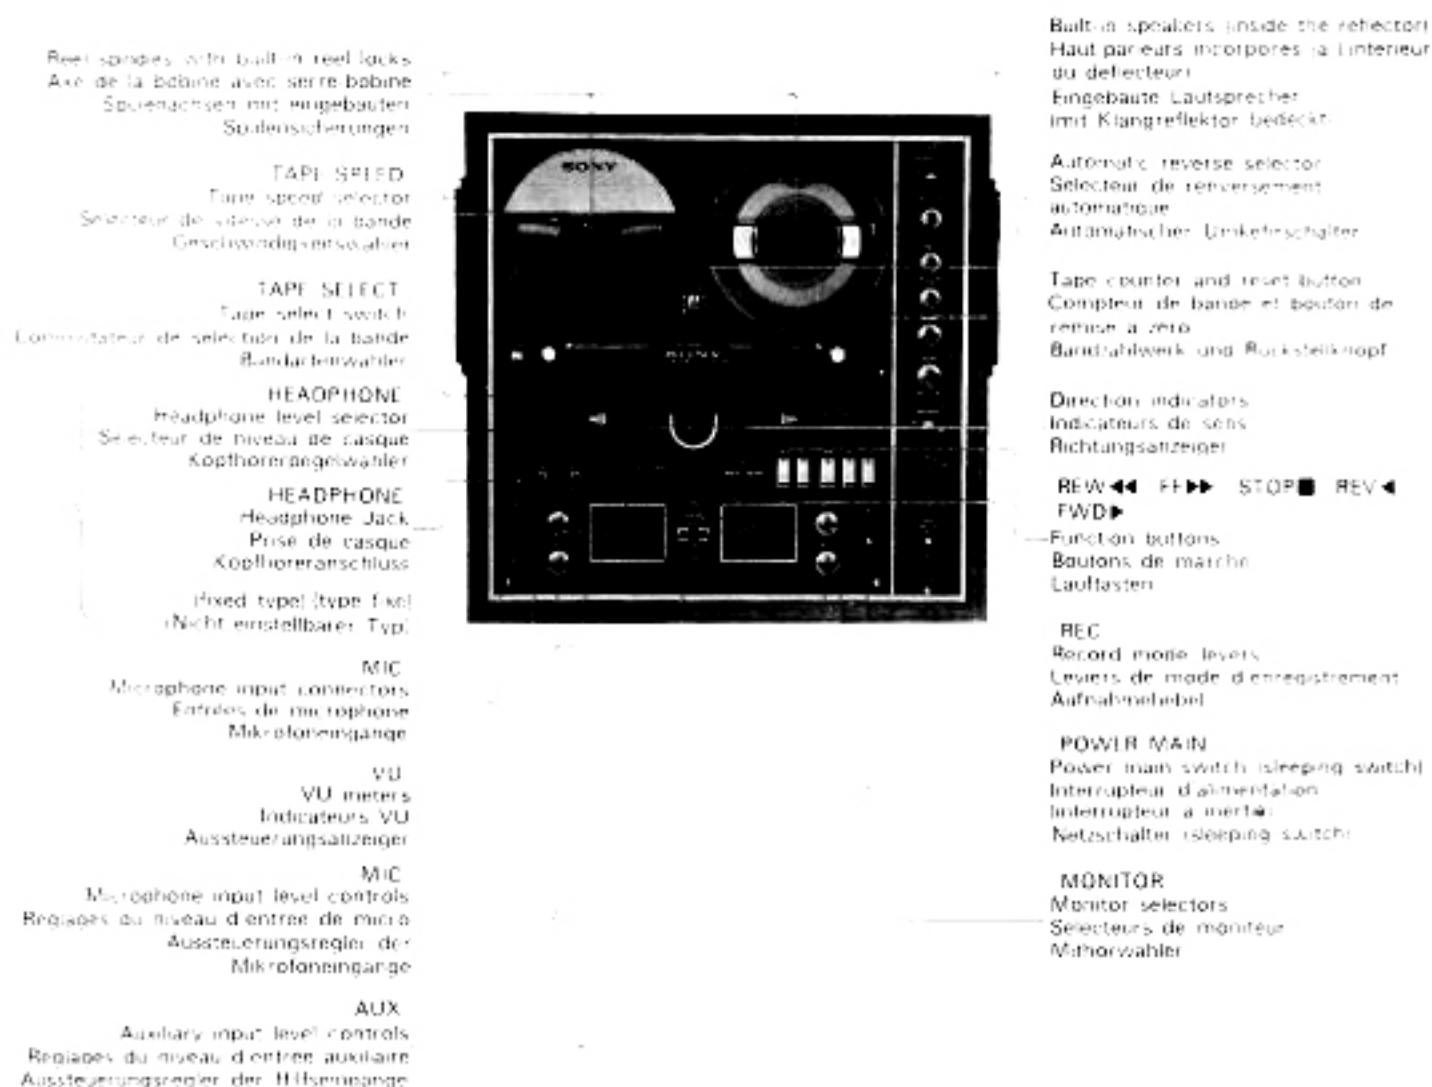 Reel spindles with built-in reel locks
Axe de la bobine avec serre-bobine
Spulenachsen mit eingebauten
Spulensicherungen
TAPE SPEED
Tape speed selector
Sélecteur de vitesse de la bande
Geschwindigkeitswähler
TAPE SELECT
Tape select switch
Commutateur de sélection de la bande
Bandartenwähler
HEADPHONE
Headphone level selector
Sélecteur de niveau de casque
Kopfhörerpegelwähler
HEADPHONE
Headphone Jack
Prise de casque
Kopfhöreranschluss
(fixed type) (type fixe)
(Nicht einstellbarer Typ)
MIC
Microphone input connectors
Entrées de microphone
Mikrofoneingänge
VU
VU meters
Indicateurs VU
Aussteuerungsanzeiger
MIC
Microphone input level controls
Réglages du niveau d'entrée de micro
Aussteuerungsregler der
Mikrofoneingänge
AUX
Auxiliary input level controls
Réglages du niveau d'entrée auxiliaire
Aussteuerungsregler der Hilfseingänge
SONY
SONY
Built-in speakers (inside the reflector)
Haut-parleurs incorporés (à l'intérieur
du déflecteur)
Eingebaute Lautsprecher
(mit Klangreflektor bedeckt)
Automatic reverse selector
Sélecteur de renversement
automatique
Automatischer Umkehrschalter
Tape counter and reset button
Compteur de bande et bouton de
remise à zéro
Bandzählwerk und Rückstellknopf
Direction indicators
Indicateurs de sens
Richtungsanzeiger
REW ◀◀ FF ▶▶ STOP ■ REV ◀
FWD ▶
Function buttons
Boutons de marche
Lauftasten
REC
Record mode levers
Leviers de mode d'enregistrement
Aufnahmehebel
POWER MAIN
Power main switch (sleeping switch)
Interrupteur d'alimentation
(interrupteur à inerte)
Netzschalter (sleeping switch)
MONITOR
Monitor selectors
Sélecteurs de moniteur
Mithörwähler